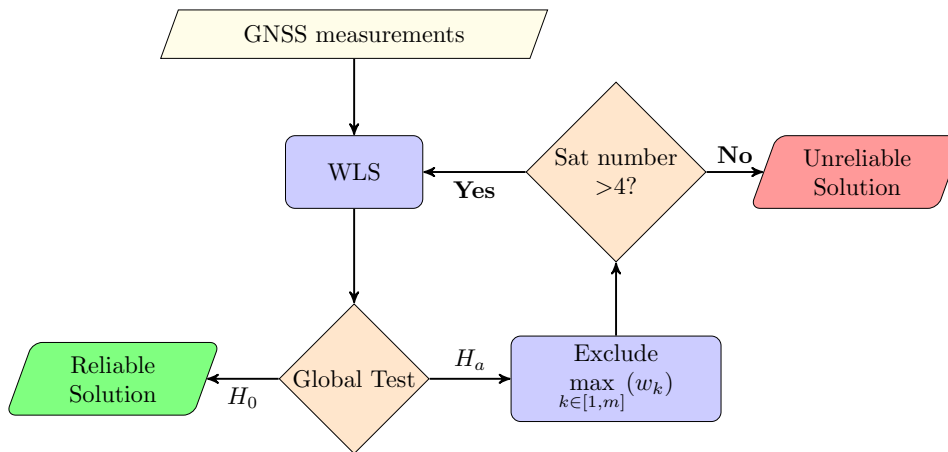 GNSS measurements
WLS
Yes
Sat number
>4?
No
Unreliable
Solution
Reliable
Solution
H_0
Global Test
H_a
Exclude
max (w_k)
k∈[1,m]